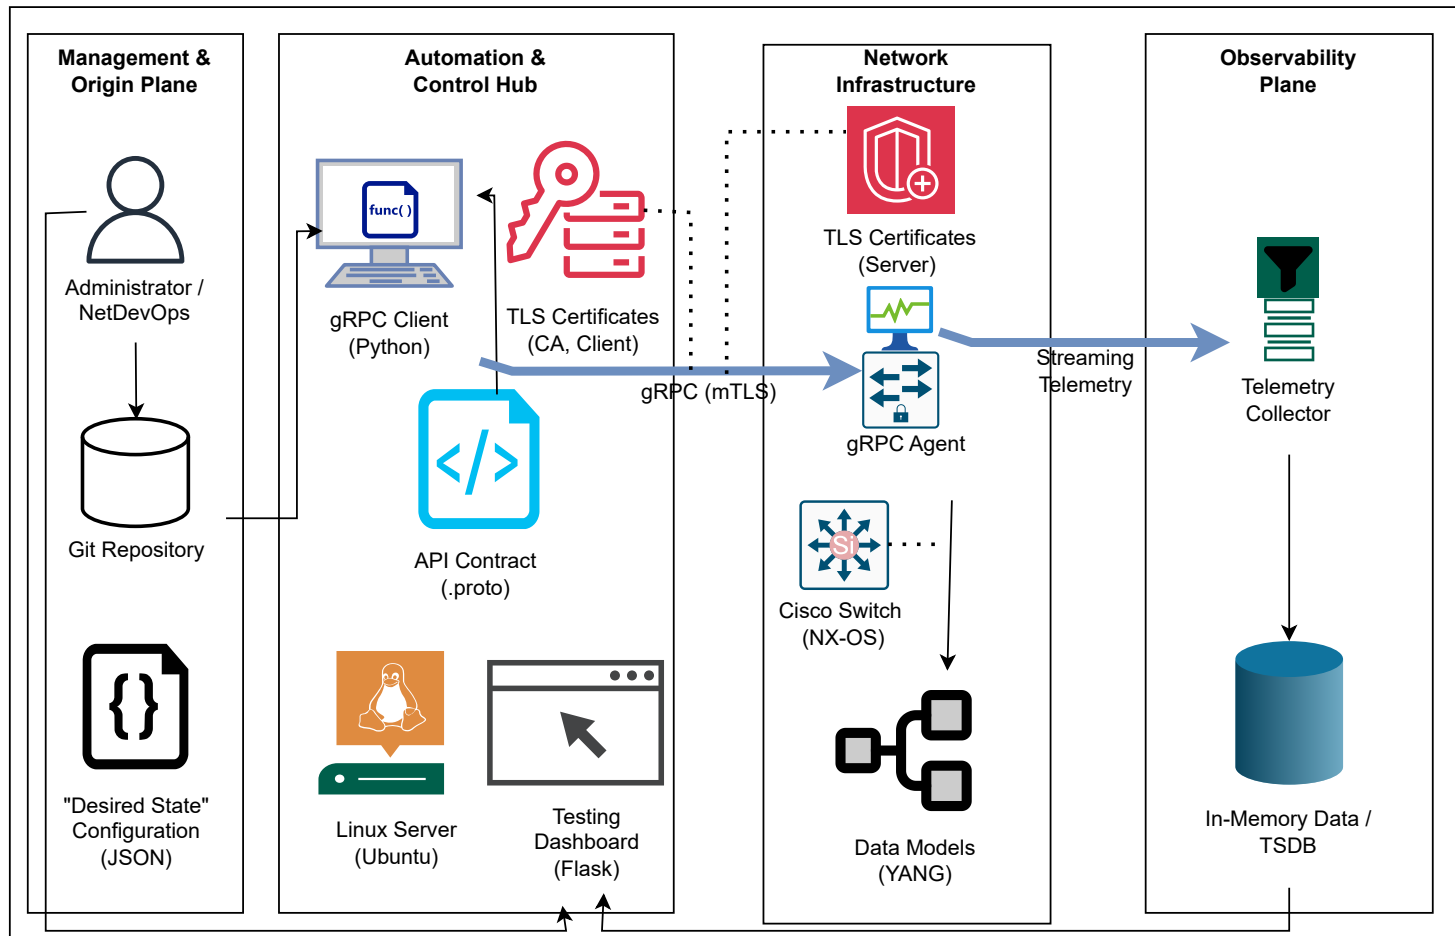 Management &
Origin Plane
Administrator /
NetDevOps
Git Repository
{}
"Desired State"
Configuration
(JSON)
Automation &
Control Hub
func( )
gRPC Client
(Python)
TLS Certificates
(CA, Client)
gRPC (mTLS)
</>
API Contract
(.proto)
Linux Server
(Ubuntu)
Testing
Dashboard
(Flask)
Network
Infrastructure
TLS Certificates
(Server)
gRPC Agent
Si
Cisco Switch
(NX-OS)
Data Models
(YANG)
Streaming
Telemetry
Observability
Plane
Telemetry
Collector
In-Memory Data /
TSDB